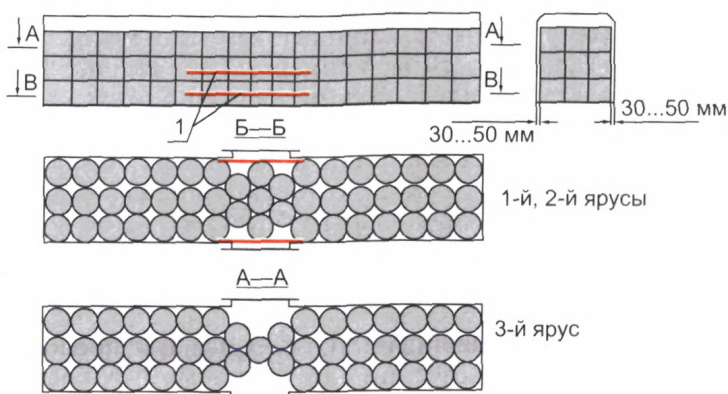 А А
В В
1
30...50 мм 30...50 мм
Б—Б
1-й, 2-й ярусы
А—А
3-й ярус